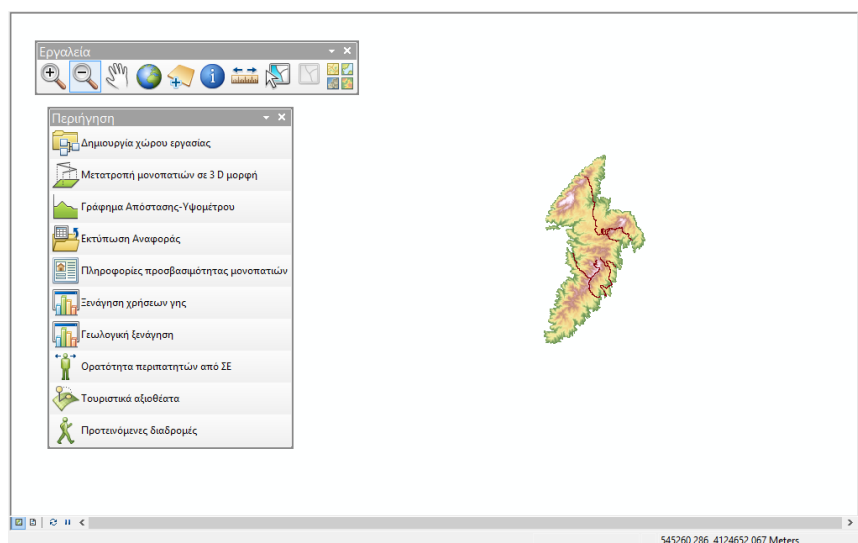 Εργαλεία
Περιήγηση
Δημιουργία χώρου εργασίας
Μετατροπή μονοπατιών σε 3 D μορφή
Γράφημα Απόστασης-Υψομέτρου
Εκτύπωση Αναφοράς
Πληροφορίες προσβασιμότητας μονοπατιών
Ξενάγηση χρήσεων γης
Γεωλογική ξενάγηση
Ορατότητα περιπατητών από ΣΕ
Τουριστικά αξιοθέατα
Προτεινόμενες διαδρομές
545260,286 4124652,067 Meters